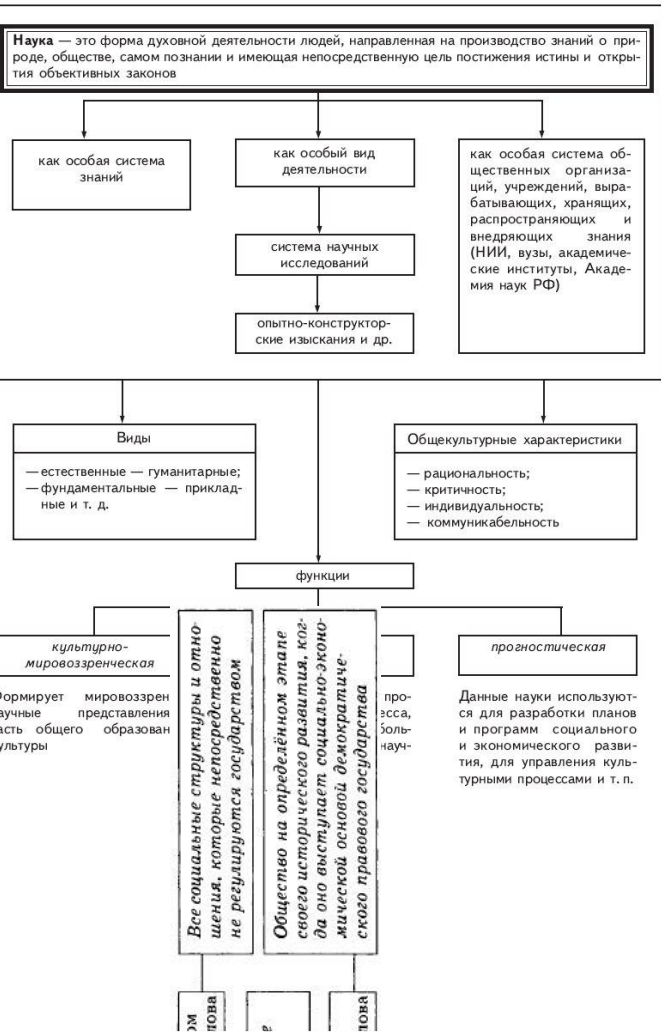 Наука — это форма духовной деятельности людей, направленная на производство знаний о при-
роде, обществе, самом познании и имеющая непосредственную цель постижения истины и откры-
тия объективных законов
как особая система
знаний
как особый вид
деятельности
система научных
исследований
опытно-конструктор-
ские изыскания и др.
как особая система об-
щественных организа-
ций, учреждений, выра-
батывающих, хранящих,
распространяющих и
внедряющих знания
(НИИ, вузы, академиче-
ские институты, Акаде-
мия наук РФ)
Виды
— естественные — гуманитарные;
— фундаментальные — приклад-
ные и т. д.
Общекультурные характеристики
— рациональность;
— критичность;
— индивидуальность;
— коммуникабельность
функции
культурно-
мировоззренческая
Формирует мировоззрен
научные представления
часть общего образован
культуры
Все социальные структуры и отно-
шения, которые непосредственно
не регулируются государством
Общество на определённом этапе
своего исторического развития, ког-
да оно выступает социально-эконо-
мической основой демократиче-
ского правового государства
про-
есса,
боль-
науч-
прогностическая
Данные науки используют-
ся для разработки планов
и программ социального
и экономического разви-
тия, для управления куль-
турными процессами и т. п.